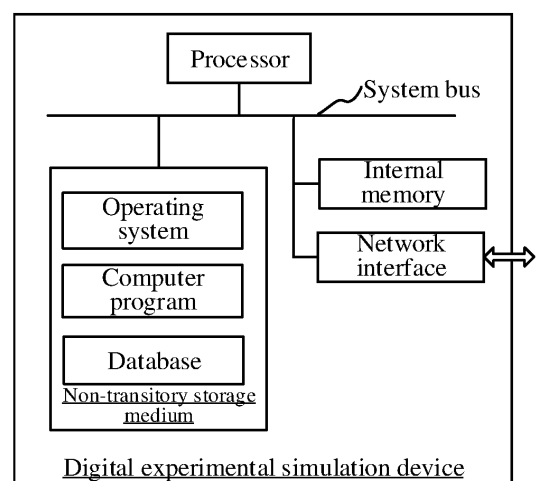 Processor
System bus
Internal
memory
Operating
system
Network
interface
Computer
program
Database
Non-transitory storage
medium
Digital experimental simulation device